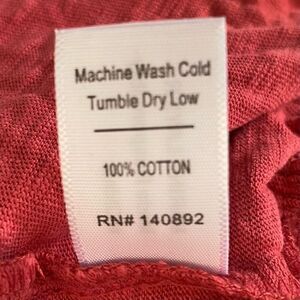 Machine Wash Cold
Tumble Dry Low
100% COTTON
RN# 140892